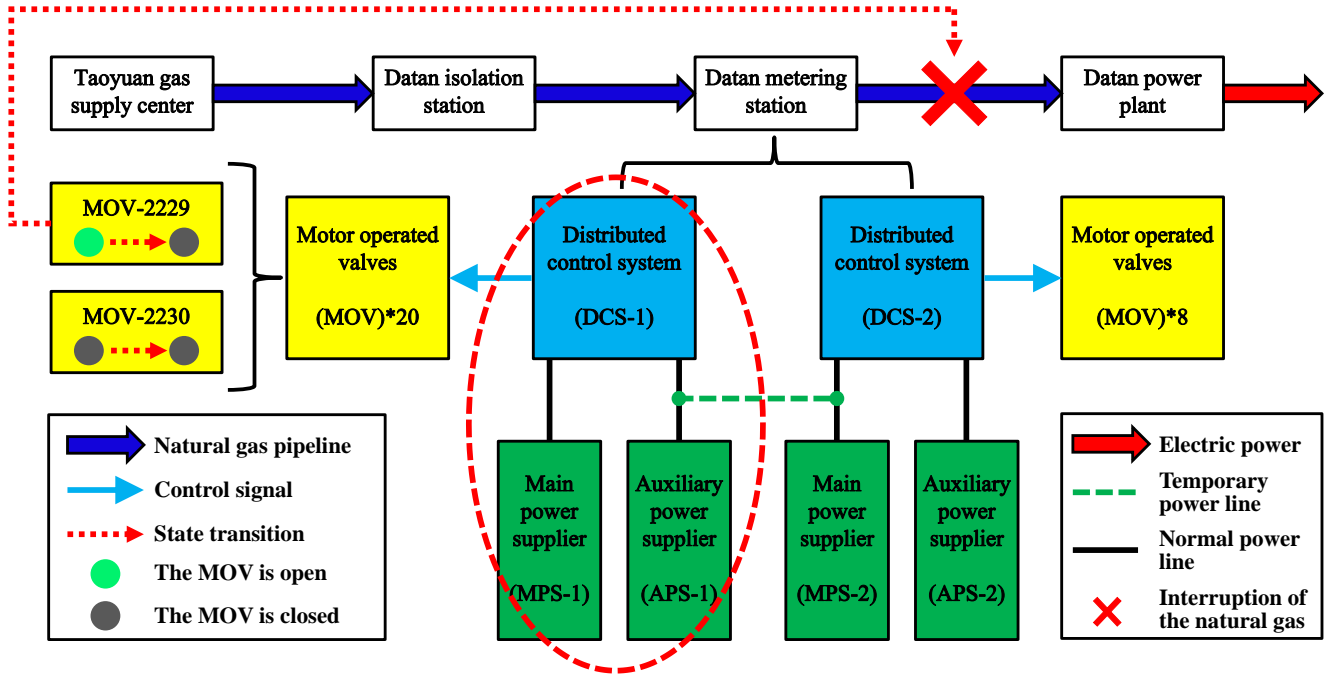 Taoyuan gas
supply center
Datan isolation
station
Datan metering
station
Datan power
plant
MOV-2229
MOV-2230
Motor operated
valves
(MOV)*20
Distributed
control system
(DCS-1)
Distributed
control system
(DCS-2)
Motor operated
valves
(MOV)*8
Main
power
supplier
(MPS-1)
Auxiliary
power
supplier
(APS-1)
Main
power
supplier
(MPS-2)
Auxiliary
power
supplier
(APS-2)
Natural gas pipeline
Control signal
State transition
The MOV is open
The MOV is closed
Electric power
Temporary
power line
Normal power
line
Interruption of
the natural gas